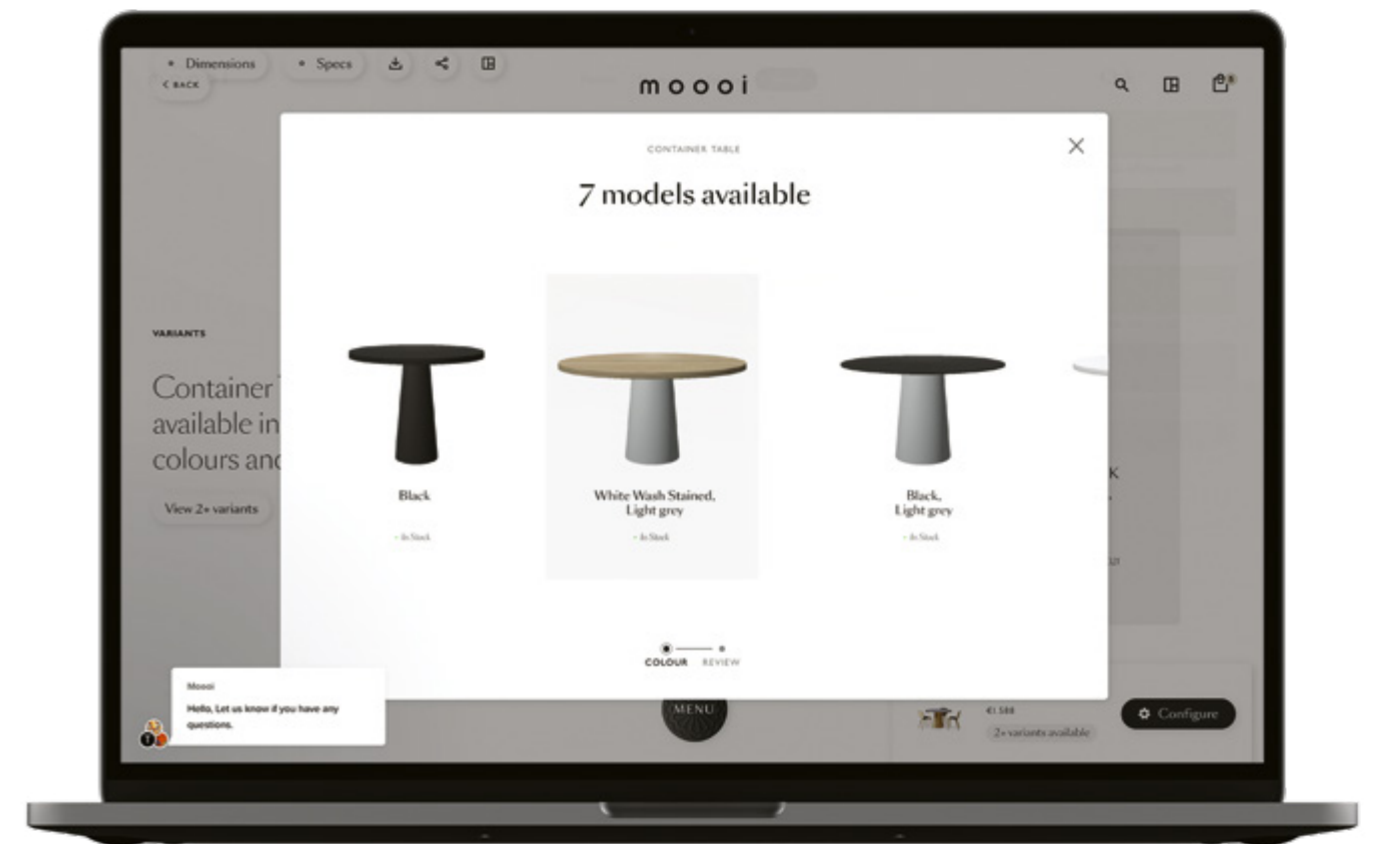 Dimensions
Specs
BACK
moooi
CONTAINER TABLE
7 models available
VARIANTS
Container
available in
colours and
View 2+ variants
Black
In Stock
White Wash Stained,
Light grey
In Stock
Black,
Light grey
In Stock
K
COLOUR
REVIEW
Moooi
Hello, Let us know if you have any
questions.
MENU
€1.588
2+ variants available
Configure